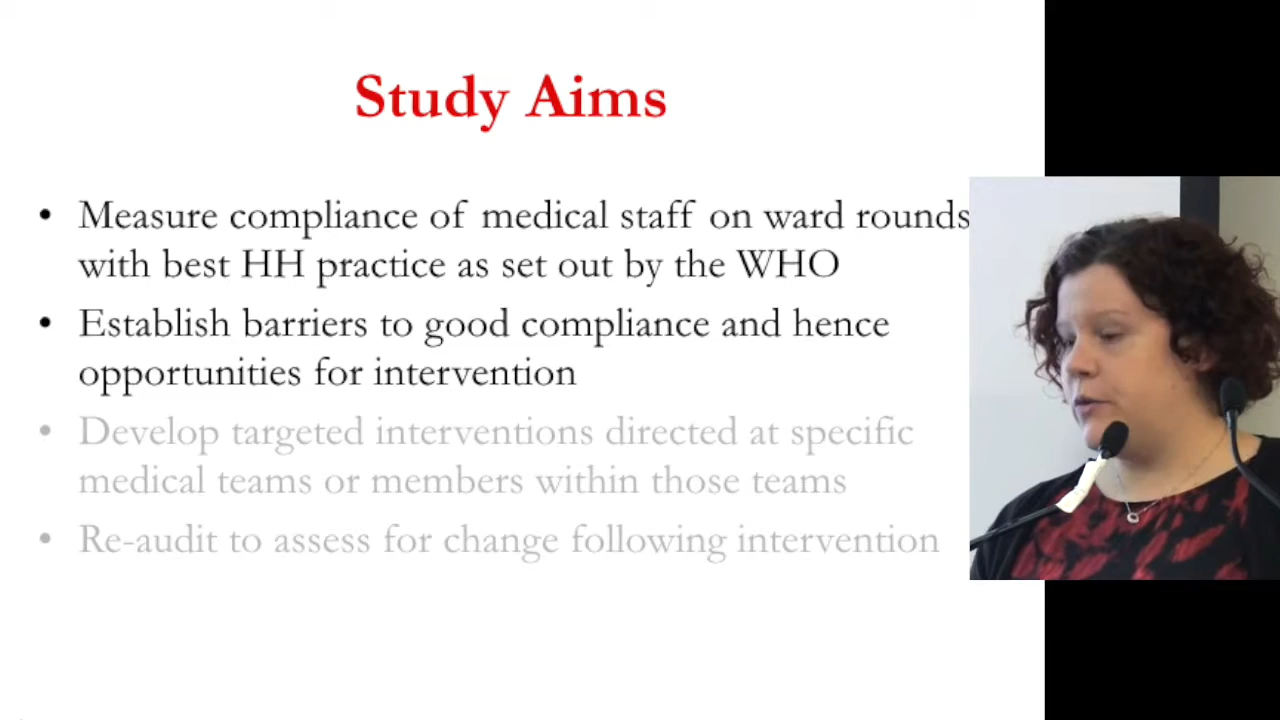 Study Aims
• Measure compliance of medical staff on ward rounds
with best HH practice as set out by the WHO
• Establish barriers to good compliance and hence
opportunities for intervention
• Develop targeted interventions directed at specific
medical teams or members within those teams
• Re-audit to assess for change following intervention